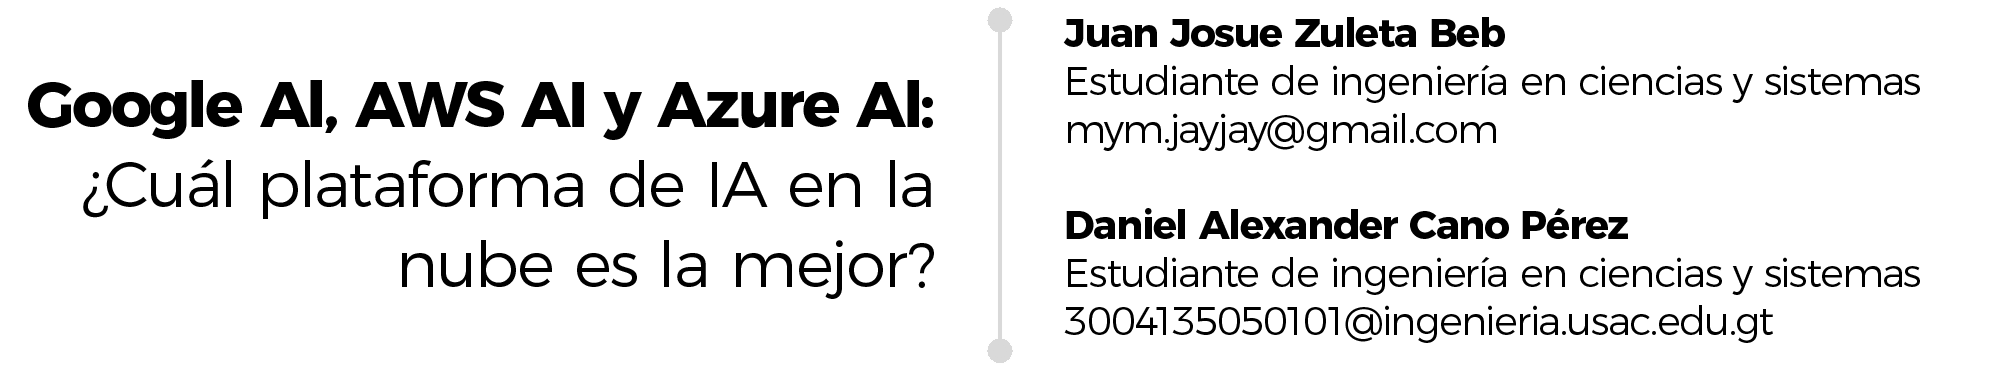 Google AI, AWS AI y Azure AI:
¿Cuál plataforma de IA en la
nube es la mejor?
Juan Josue Zuleta Beb
Estudiante de ingeniería en ciencias y sistemas
mym.jayjay@gmail.com
Daniel Alexander Cano Pérez
Estudiante de ingeniería en ciencias y sistemas
3004135050101@ingenieria.usac.edu.gt